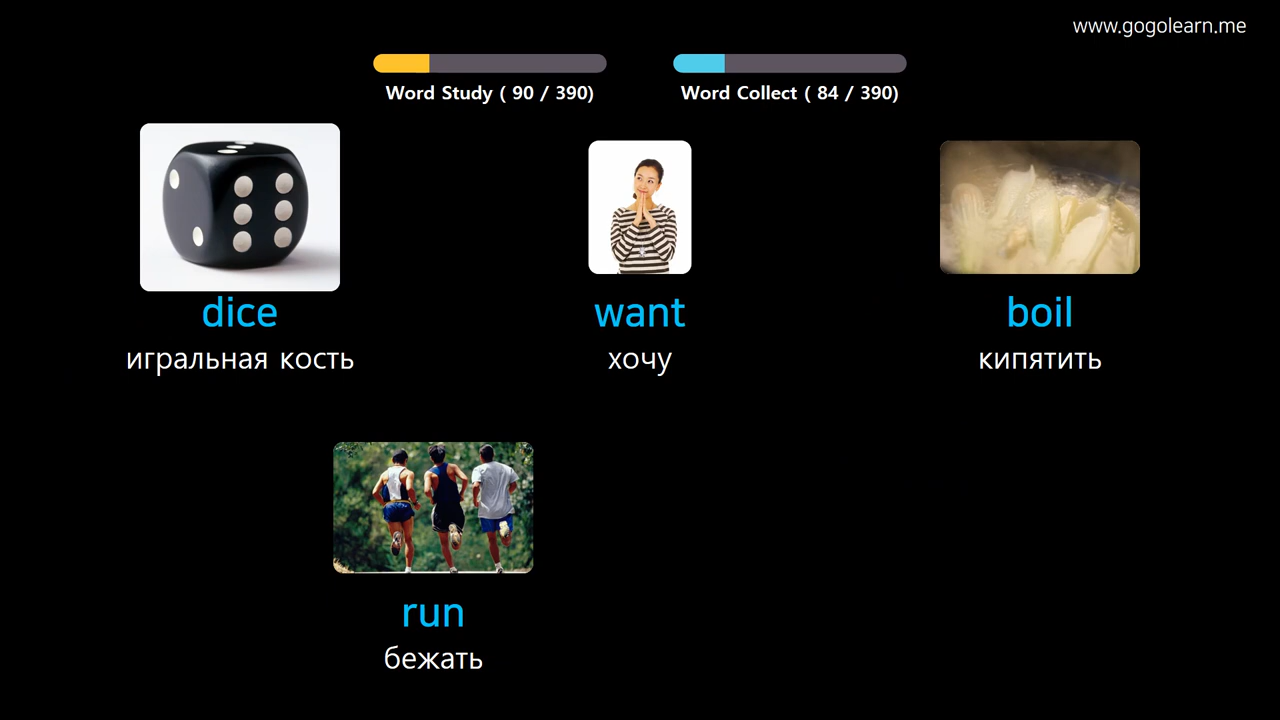 www.gogolearn.me
Word Study ( 90 / 390)
Word Collect ( 84 / 390)
dice
игральная кость
want
хочу
boil
кипятить
run
бежать